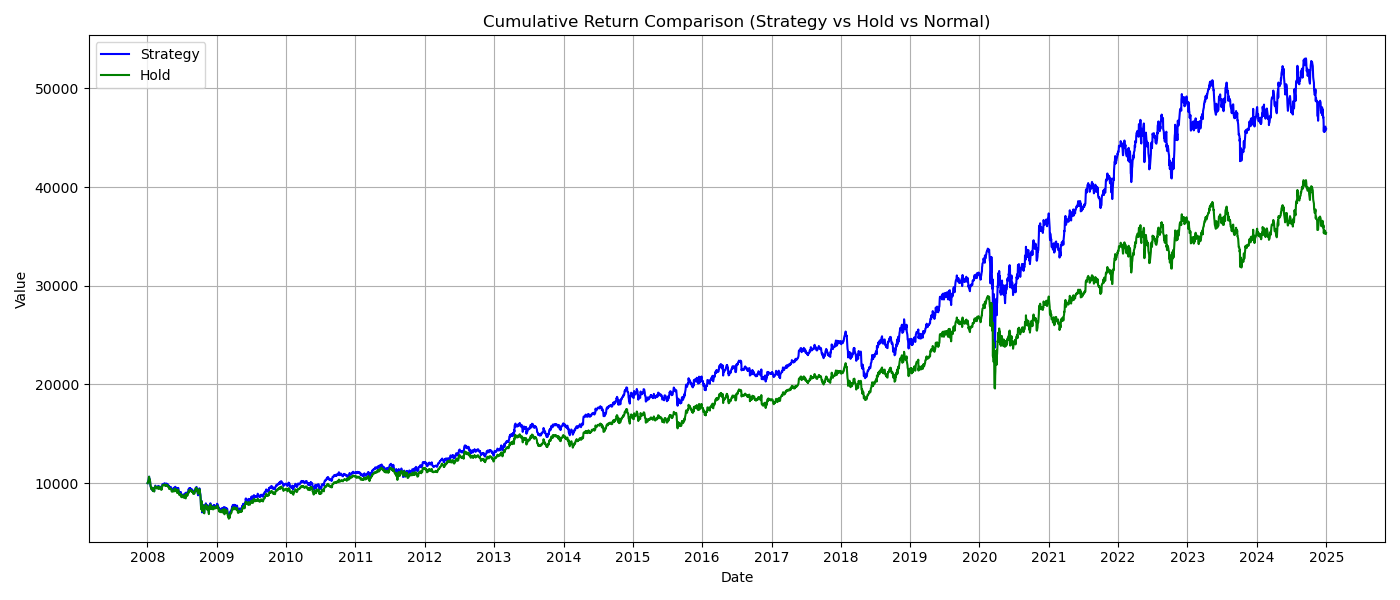 Cumulative Return Comparison (Strategy vs Hold vs Normal)
Strategy
Hold
50000
40000
30000
20000
10000
Value
2008 2009 2010 2011 2012 2013 2014 2015 2016 2017 2018 2019 2020 2021 2022 2023 2024 2025
Date